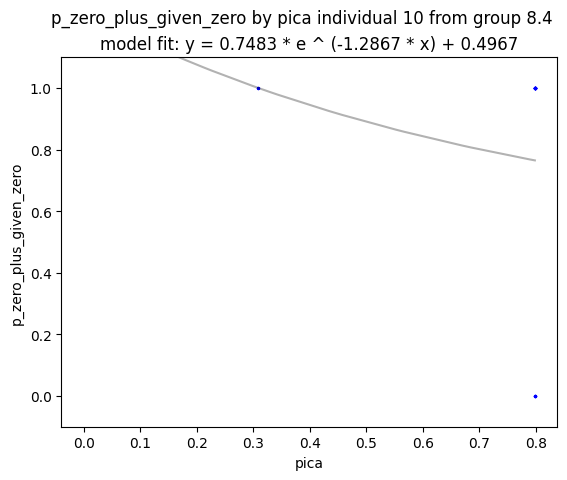 p_zero_plus_given_zero by pica individual 10 from group 8.4
model fit: y = 0.7483 * e ^ (-1.2867 * x) + 0.4967
1.0
0.8
0.6
0.4
0.2
0.0
p_zero_plus_given_zero
0.0 0.1 0.2 0.3 0.4 0.5 0.6 0.7 0.8
pica